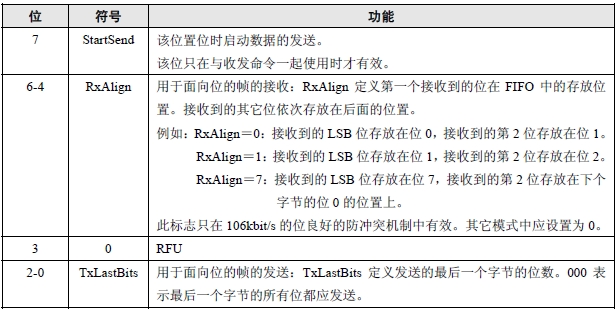 位 符号 功能
7 StartSend 该位置位时启动数据的发送。
该位只在与收发命令一起使用时才有效。
6-4 RxAlign 用于面向位的帧的接收：RxAlign 定义第一个接收到的位在 FIFO 中的存放位
置。接收到的其它位依次存放在后面的位置。
例如：RxAlign＝0：接收到的 LSB 位存放在位 0，接收到的第 2 位存放在位 1。
RxAlign＝1：接收到的 LSB 位存放在位 1，接收到的第 2 位存放在位 2。
RxAlign＝7：接收到的 LSB 位存放在位 7，接收到的第 2 位存放在下个
字节的位 0 的位置上。
此标志只在 106kbit/s 的位良好的防冲突机制中有效。其它模式中应设置为 0。
3 0 RFU
2-0 TxLastBits 用于面向位的帧的发送：TxLastBits 定义发送的最后一个字节的位数。000 表
示最后一个字节的所有位都应发送。